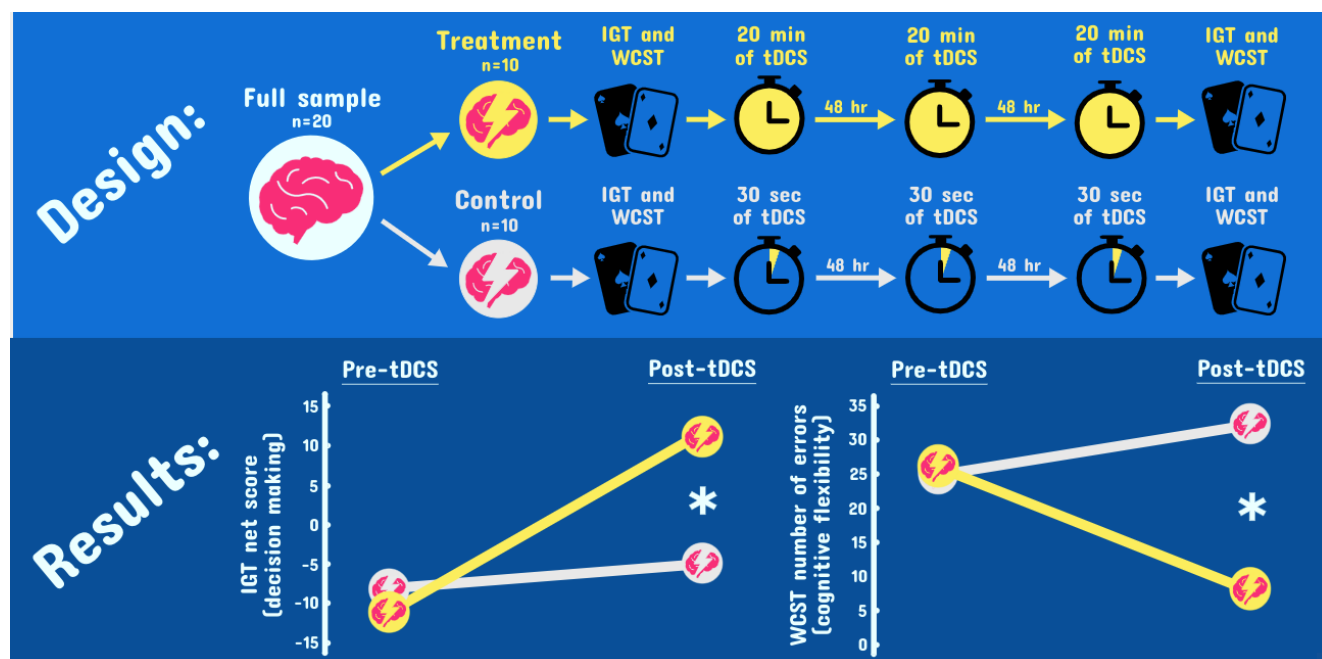 Design:
Full sample
n=20
Treatment
n=10
IGT and
WCST
20 min
of tDCS
48 hr
20 min
of tDCS
48 hr
20 min
of tDCS
IGT and
WCST
Control
n=10
IGT and
WCST
30 sec
of tDCS
48 hr
30 sec
of tDCS
48 hr
30 sec
of tDCS
IGT and
WCST
Results:
Pre-tDCS
Post-tDCS
IGT net score
(decision making)
15
10
5
0
-5
-10
-15
*
Pre-tDCS
Post-tDCS
WCST number of errors
(cognitive flexibility)
35
30
25
20
15
10
5
0
*